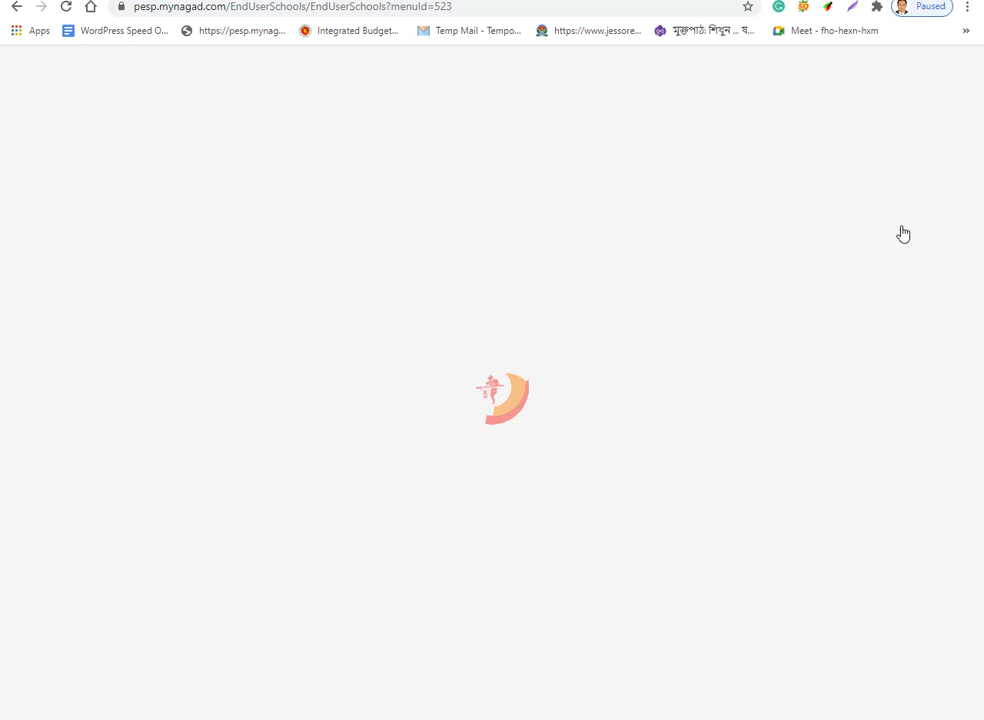 pesp.mynagad.com/EndUserSchools/EndUserSchools?menuId=523
Paused
Apps
WordPress Speed O...
https://pesp.mynag...
Integrated Budget...
Temp Mail - Tempo...
https://www.jessore...
মুক্তপাঠ: শিখুন ... য...
Meet - fho-hexn-hxm
»